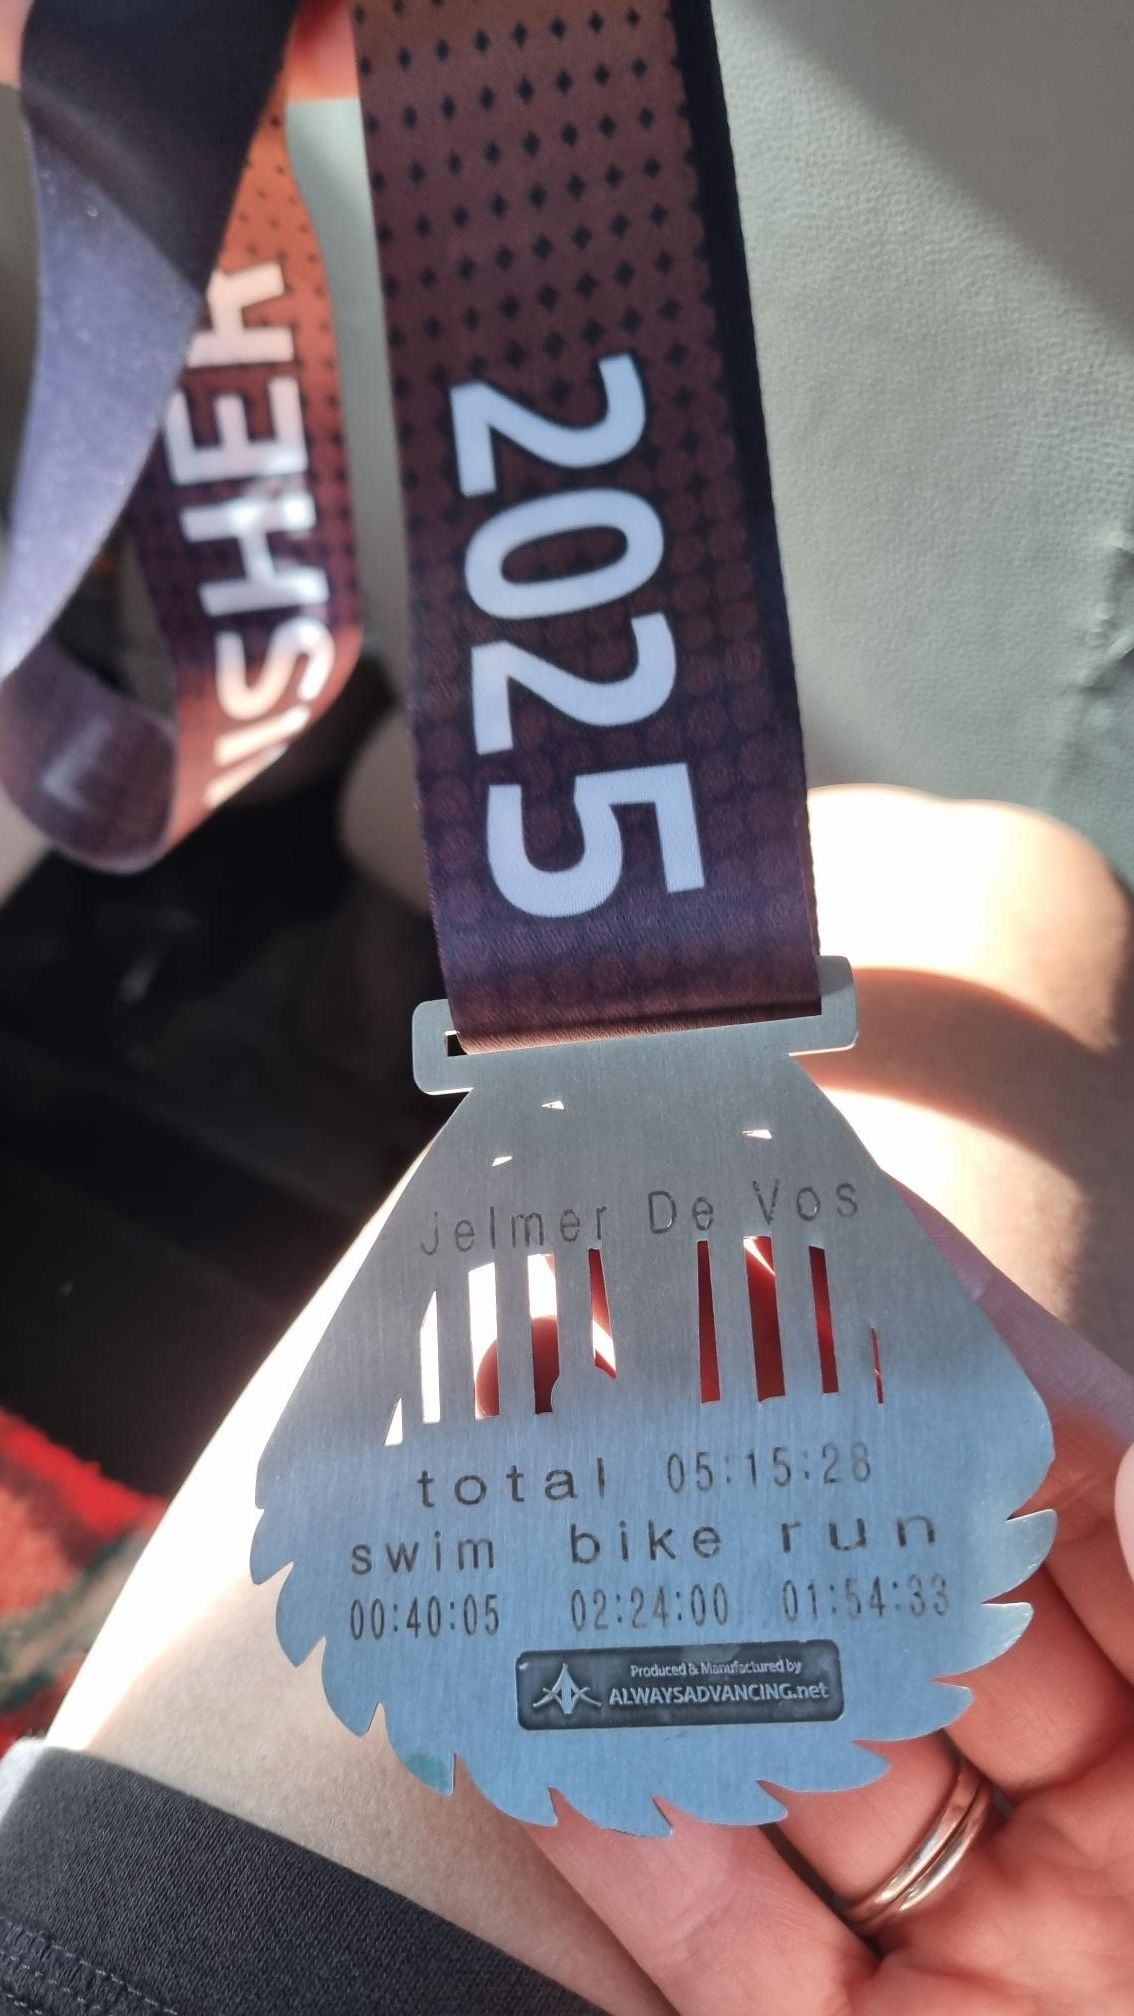 FINISHER
2025
Jelmer De Vos
total 05:15:28
swim bike run
00:40:05 02:24:00 01:54:33
Produced & Manufactured by
ALWAYSADVANCING.net